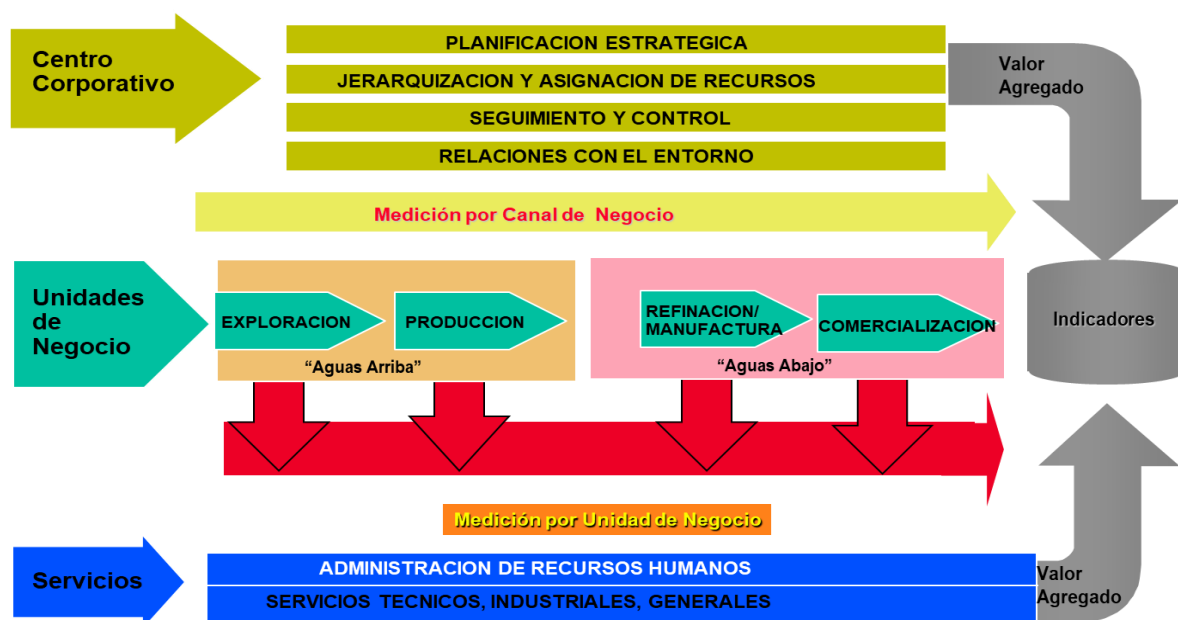 Centro
Corporativo
PLANIFICACION ESTRATEGICA
JERARQUIZACION Y ASIGNACION DE RECURSOS
SEGUIMIENTO Y CONTROL
RELACIONES CON EL ENTORNO
Valor
Agregado
Medición por Canal de Negocio
Unidades
de
Negocio
EXPLORACION
PRODUCCION
“Aguas Arriba”
REFINACION/
MANUFACTURA
COMERCIALIZACION
“Aguas Abajo”
Indicadores
Medición por Unidad de Negocio
Servicios
ADMINISTRACION DE RECURSOS HUMANOS
SERVICIOS TECNICOS, INDUSTRIALES, GENERALES
Valor
Agregado